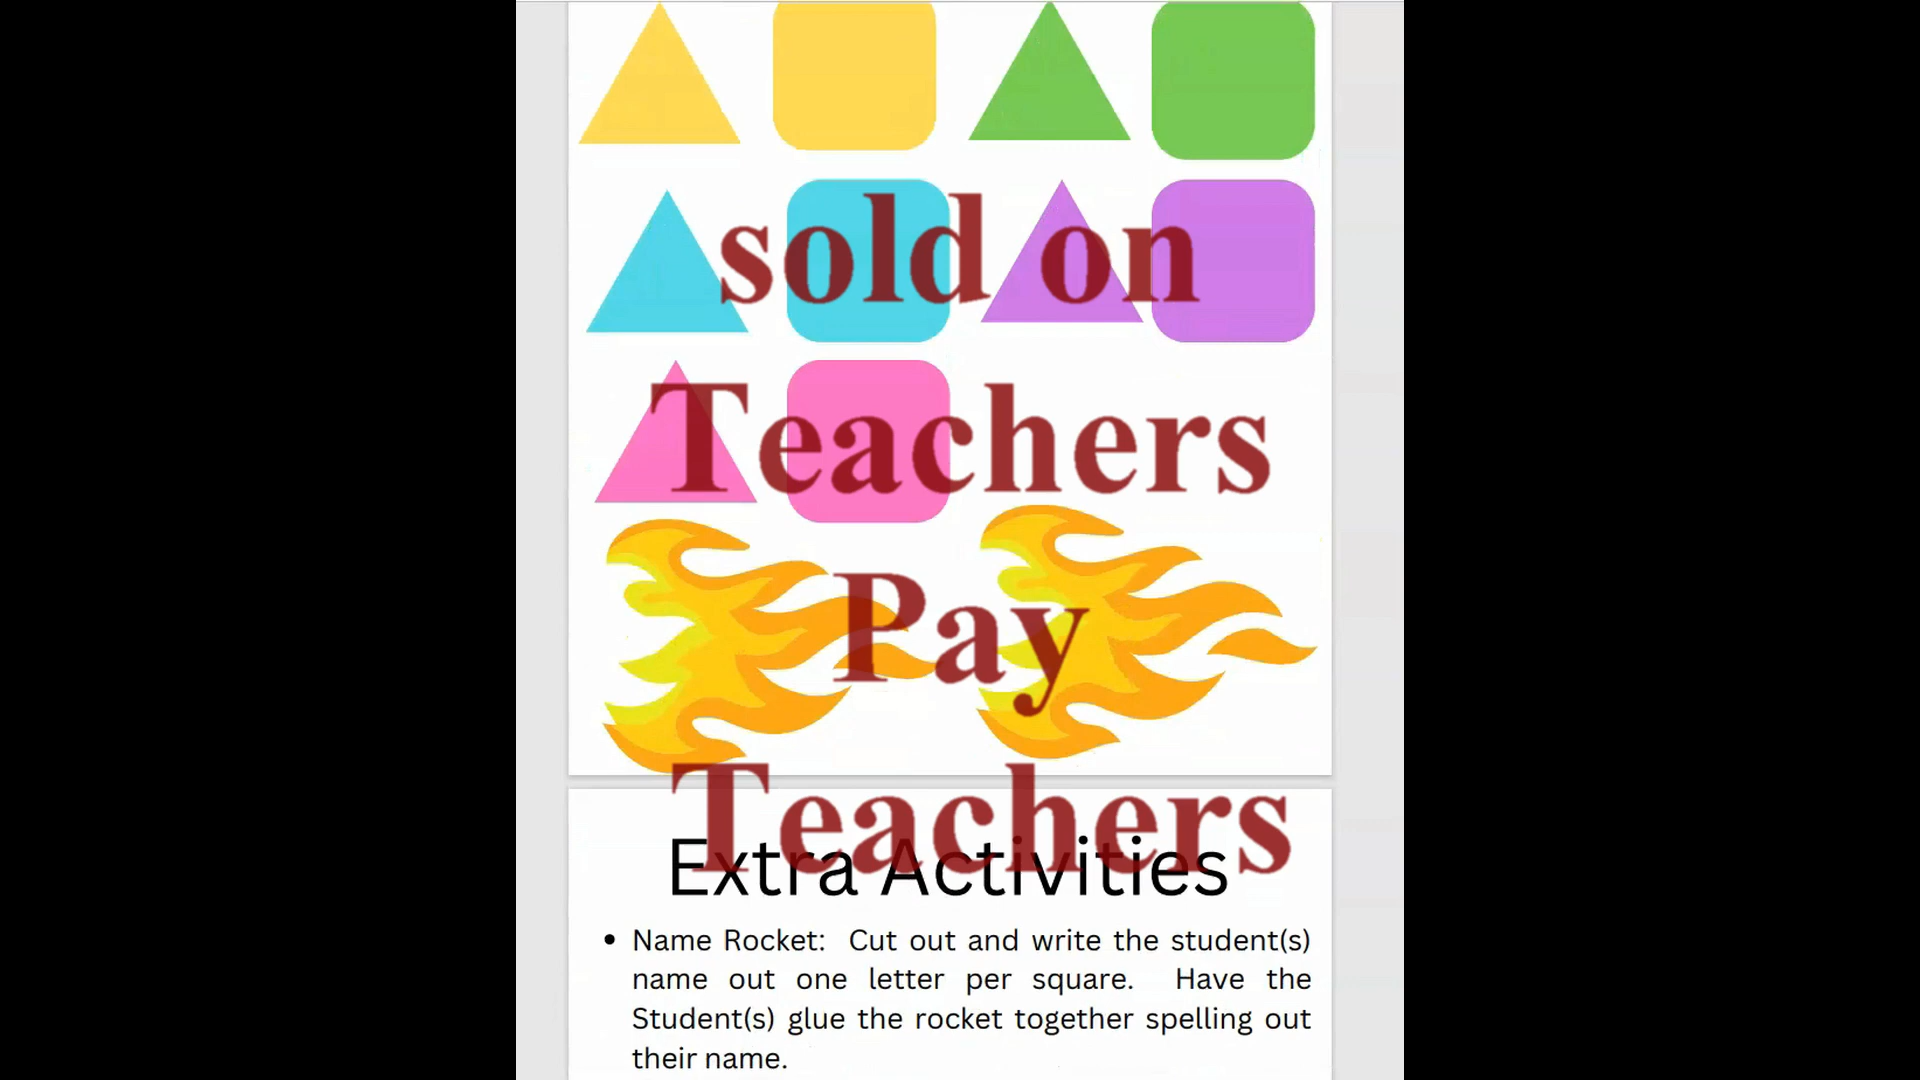 sold on
Teachers
Pay
Teachers
Extra Activities
• Name Rocket:  Cut out and write the student(s)
name out one letter per square.  Have the
Student(s) glue the rocket together spelling out
their name.